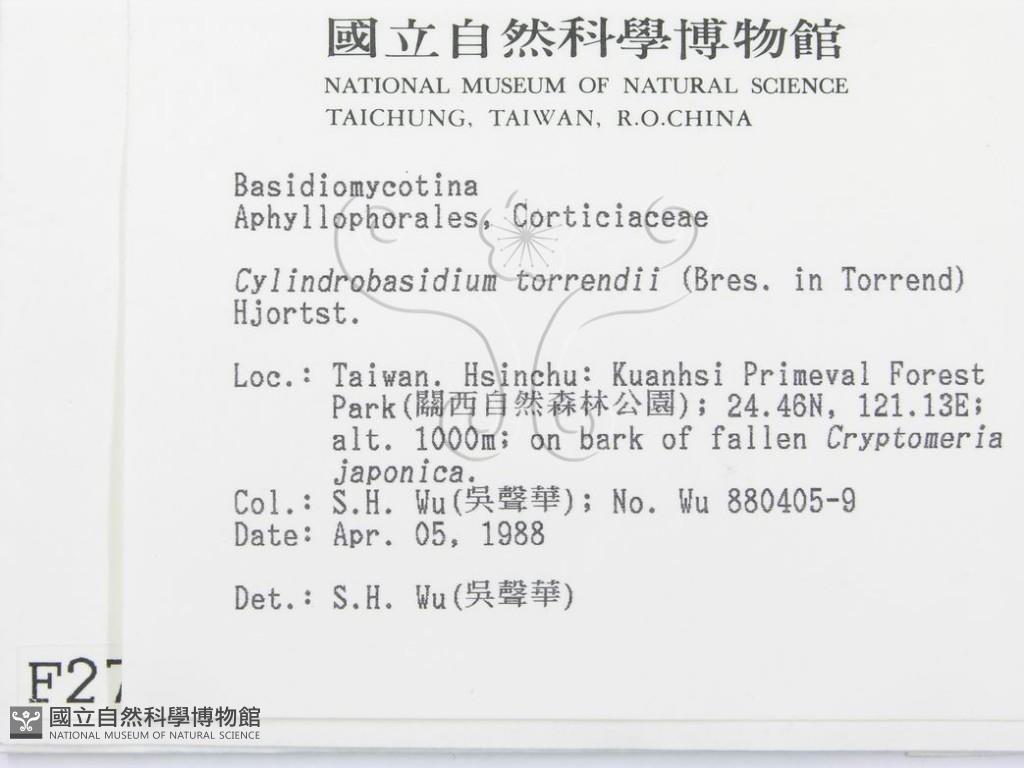 國立自然科學博物館
NATIONAL MUSEUM OF NATURAL SCIENCE
TAICHUNG, TAIWAN, R.O.CHINA
Basidiomycotina
Aphyllophorales, Corticiaceae
Cylindrobasidium torrendii (Bres. in Torrend)
Hjortst.
Loc.: Taiwan. Hsinchu: Kuanhsi Primeval Forest
Park(關西自然森林公園); 24.46N, 121.13E;
alt. 1000m; on bark of fallen Cryptomeria
japonica.
Col.: S.H. Wu(吳聲華); No. Wu 880405-9
Date: Apr. 05, 1988
Det.: S.H. Wu(吳聲華)
F27
國立自然科學博物館
NATIONAL MUSEUM OF NATURAL SCIENCE